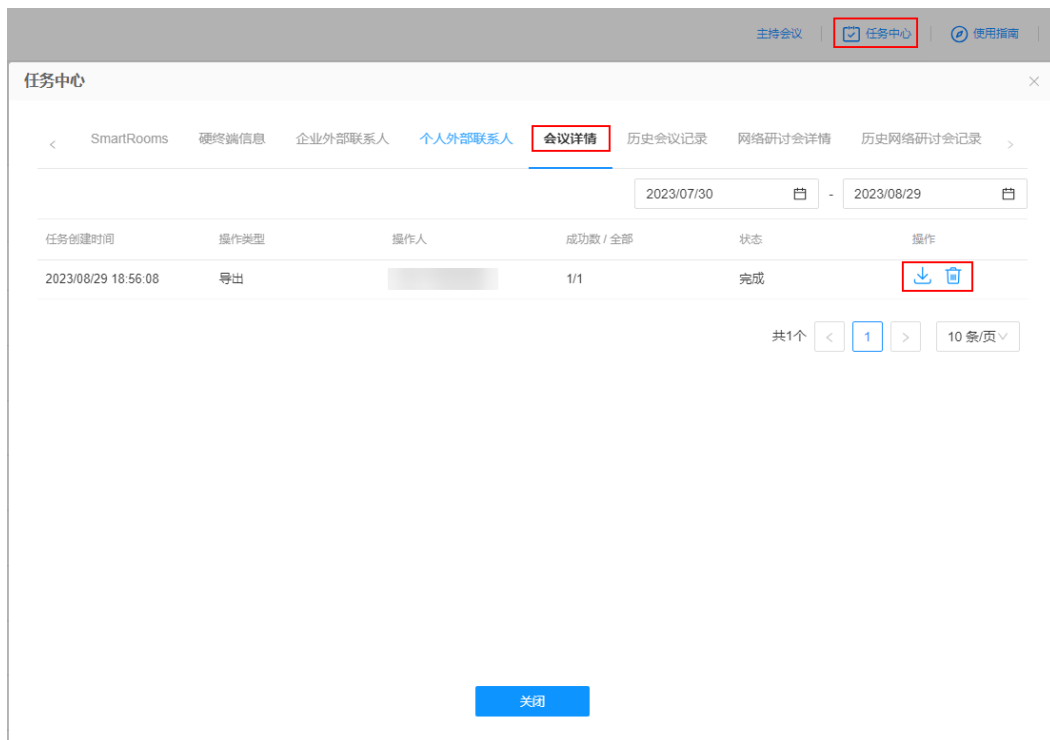 主持会议 任务中心 使用指南
任务中心
SmartRooms 硬终端信息 企业外部联系人 个人外部联系人 会议详情 历史会议记录 网络研讨会详情 历史网络研讨会记录
2023/07/30 - 2023/08/29
任务创建时间 操作类型 操作人 成功数 / 全部 状态 操作
2023/08/29 18:56:08 导出 1/1 完成
共1个 < 1 > 10 条/页
关闭